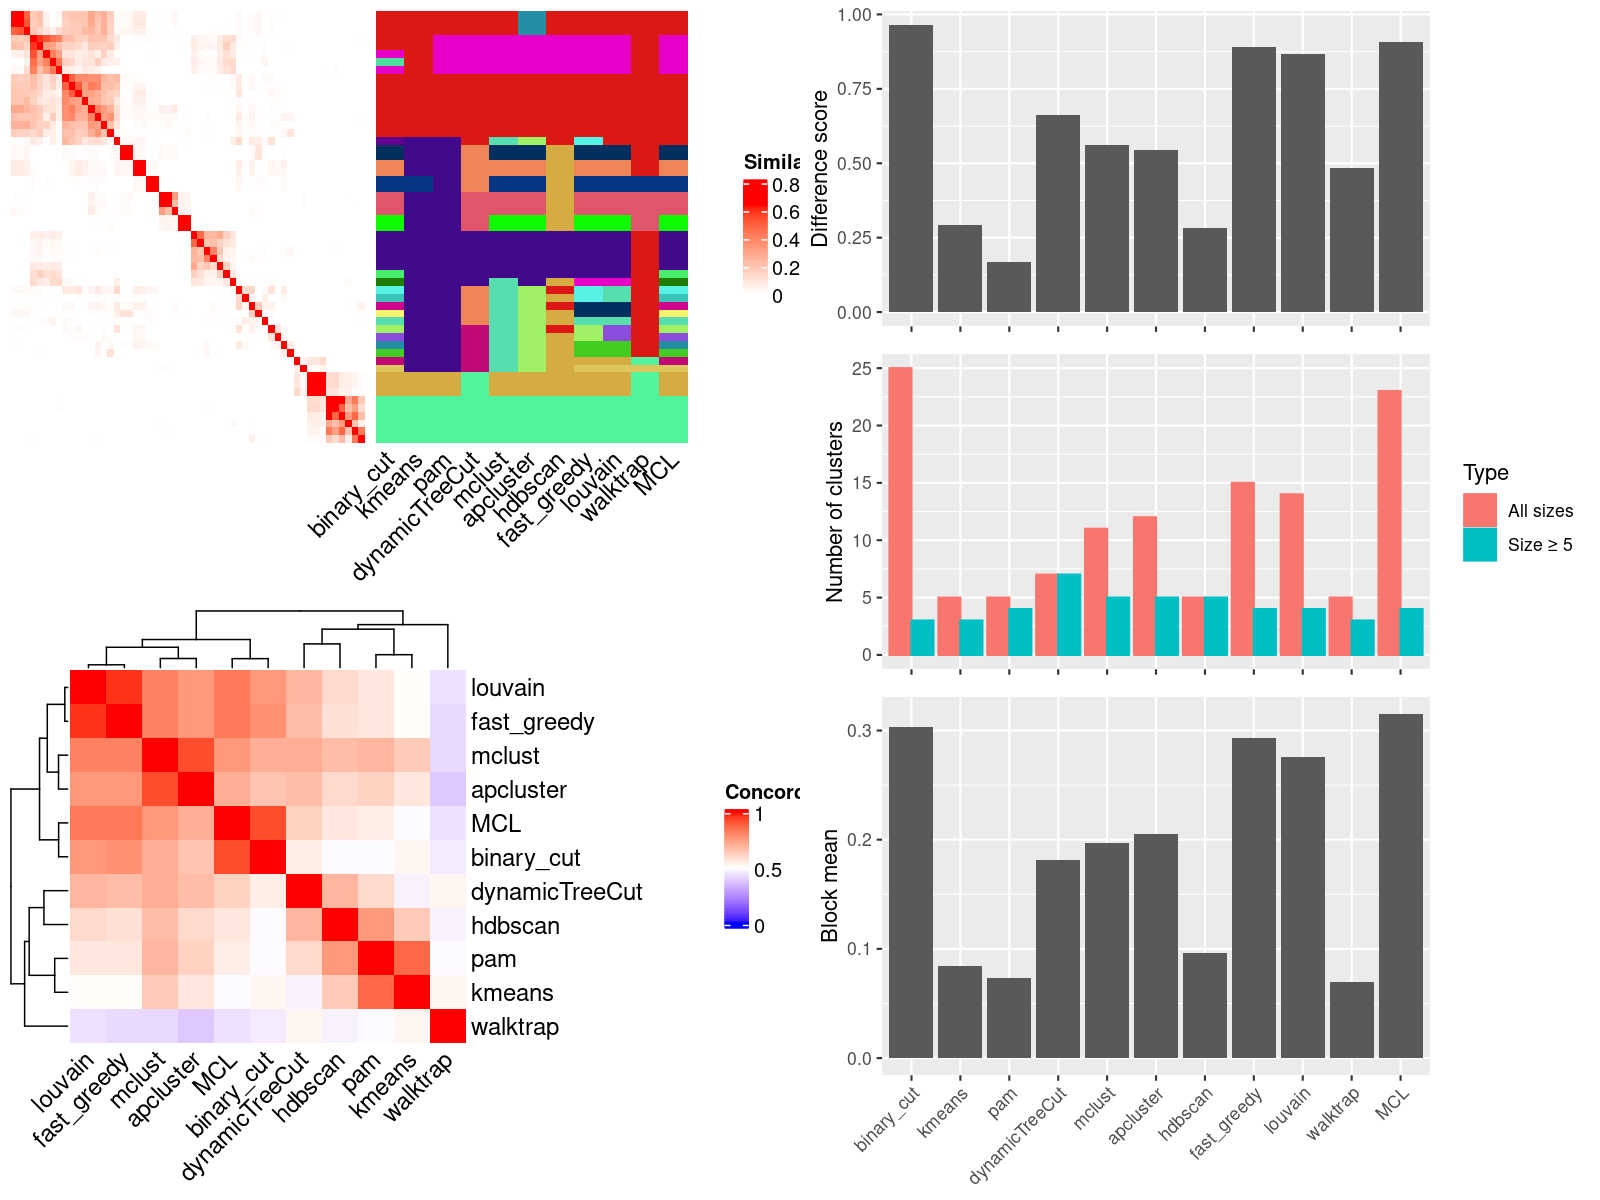 Simila
0.8
0.6
0.4
0.2
0
binary_cut
kmeans
pam
dynamicTreeCut
mclust
apcluster
hdbscan
fast_greedy
louvain
walktrap
MCL
louvain
fast_greedy
mclust
apcluster
MCL
binary_cut
dynamicTreeCut
hdbscan
pam
kmeans
walktrap
louvain
fast_greedy
mclust
apcluster
MCL
binary_cut
dynamicTreeCut
hdbscan
pam
kmeans
walktrap
Concord
1
0.5
0
Difference score
1.00
0.75
0.50
0.25
0.00
Number of clusters
25
20
15
10
5
0
Type
All sizes
Size ≥ 5
Block mean
0.3
0.2
0.1
0.0
binary_cut
kmeans
pam
dynamicTreeCut
mclust
apcluster
hdbscan
fast_greedy
louvain
walktrap
MCL